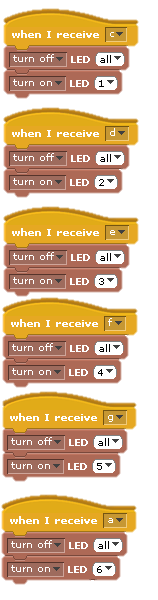 when I receive c
turn off LED all
turn on LED 1
when I receive d
turn off LED all
turn on LED 2
when I receive e
turn off LED all
turn on LED 3
when I receive f
turn off LED all
turn on LED 4
when I receive g
turn off LED all
turn on LED 5
when I receive a
turn off LED all
turn on LED 6